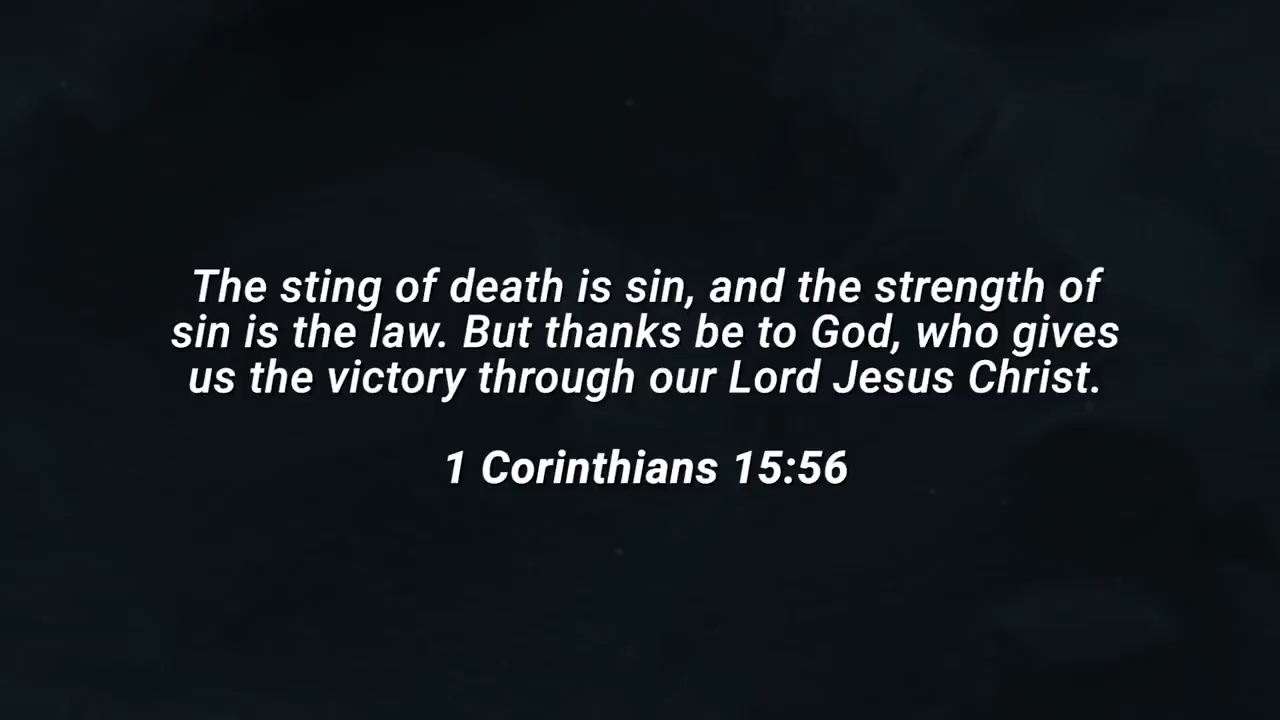 The sting of death is sin, and the strength of
sin is the law. But thanks be to God, who gives
us the victory through our Lord Jesus Christ.
1 Corinthians 15:56